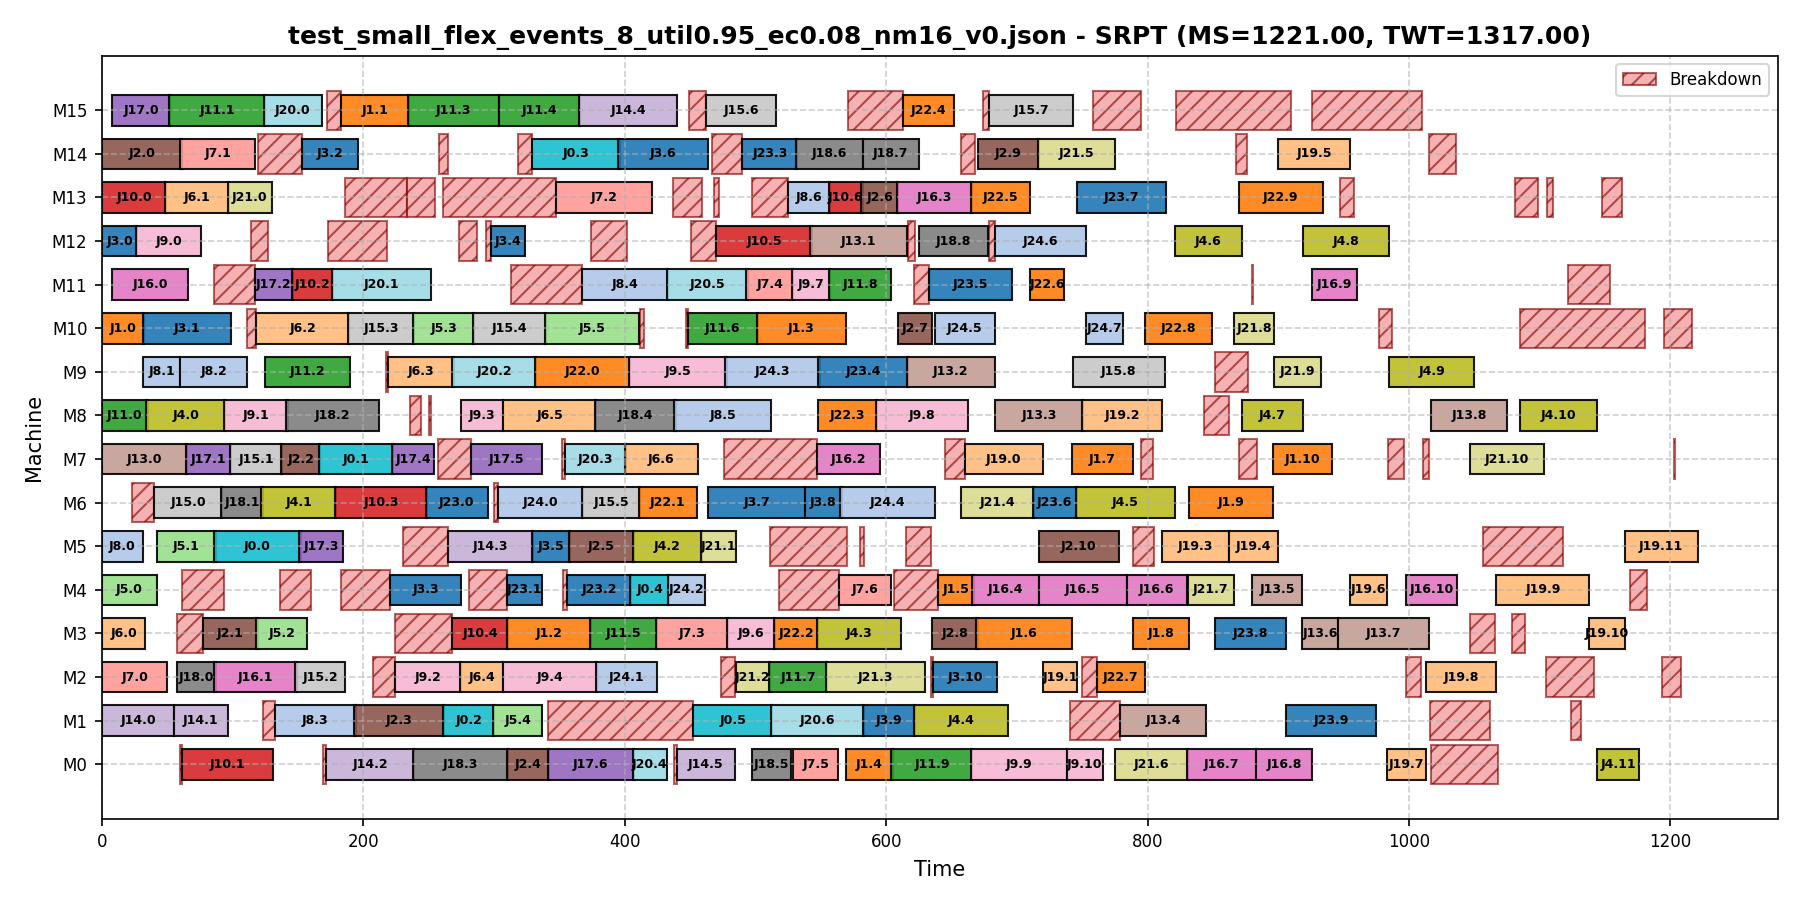 test_small_flex_events_8_util0.95_ec0.08_nm16_v0.json - SRPT (MS=1221.00, TWT=1317.00)
Breakdown
M15 J17.0 J11.1 J20.0 J1.1 J11.3 J11.4 J14.4 J15.6 J22.4 J15.7
M14 J2.0 J7.1 J3.2 J0.3 J3.6 J23.3 J18.6 J18.7 J2.9 J21.5 J19.5
M13 J10.0 J6.1 J21.0 J7.2 J8.6 J10.6 J2.6 J16.3 J22.5 J23.7 J22.9
M12 J3.0 J9.0 J3.4 J10.5 J13.1 J18.8 J24.6 J4.6 J4.8
M11 J16.0 J17.2 J10.2 J20.1 J8.4 J20.5 J7.4 J9.7 J11.8 J23.5 J22.6 J16.9
M10 J1.0 J3.1 J6.2 J15.3 J5.3 J15.4 J5.5 J11.6 J1.3 J2.7 J24.5 J24.7 J22.8 J21.8
M9 J8.1 J8.2 J11.2 J6.3 J20.2 J22.0 J9.5 J24.3 J23.4 J13.2 J15.8 J21.9 J4.9
M8 J11.0 J4.0 J9.1 J18.2 J9.3 J6.5 J18.4 J8.5 J22.3 J9.8 J13.3 J19.2 J4.7 J13.8 J4.10
M7 J13.0 J17.1 J15.1 J2.2 J0.1 J17.4 J17.5 J20.3 J6.6 J16.2 J19.0 J1.7 J1.10 J21.10
M6 J15.0 J18.1 J4.1 J10.3 J23.0 J24.0 J15.5 J22.1 J3.7 J3.8 J24.4 J21.4 J23.6 J4.5 J1.9
M5 J8.0 J5.1 J0.0 J17.3 J14.3 J3.5 J2.5 J4.2 J21.1 J2.10 J19.3 J19.4 J19.11
M4 J5.0 J3.3 J23.1 J23.2 J0.4 J24.2 J7.6 J1.5 J16.4 J16.5 J16.6 J21.7 J13.5 J19.6 J16.10 J19.9
M3 J6.0 J2.1 J5.2 J10.4 J1.2 J11.5 J7.3 J9.6 J22.2 J4.3 J2.8 J1.6 J1.8 J23.8 J13.6 J13.7 J19.10
M2 J7.0 J18.0 J16.1 J15.2 J9.2 J6.4 J9.4 J24.1 J21.2 J11.7 J21.3 J3.10 J19.1 J22.7 J19.8
M1 J14.0 J14.1 J8.3 J2.3 J0.2 J5.4 J0.5 J20.6 J3.9 J4.4 J13.4 J23.9
M0 J10.1 J14.2 J18.3 J2.4 J17.6 J20.4 J14.5 J18.5 J7.5 J1.4 J11.9 J9.9 J9.10 J21.6 J16.7 J16.8 J19.7 J4.11
0 200 400 600 800 1000 1200
Time
Machine